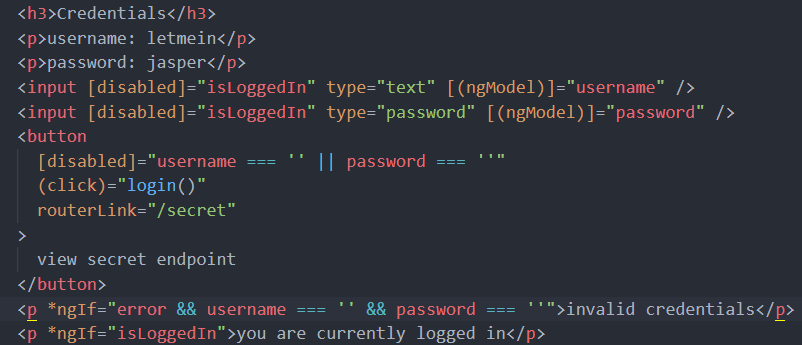 <h3>Credentials</h3>
<p>username: letmein</p>
<p>password: jasper</p>
<input [disabled]="isLoggedIn" type="text" [(ngModel)]="username" />
<input [disabled]="isLoggedIn" type="password" [(ngModel)]="password" />
<button
[disabled]="username === '' || password === ''"
(click)="login()"
routerLink="/secret"
>
view secret endpoint
</button>
<p *ngIf="error && username === '' && password === ''">invalid credentials</p>
<p *ngIf="isLoggedIn">you are currently logged in</p>